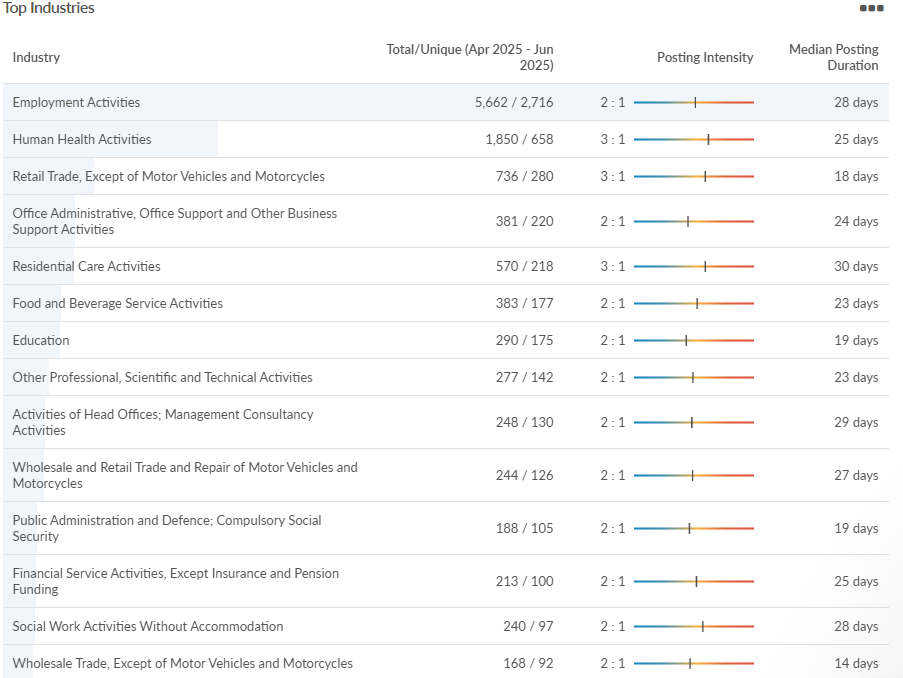 Top Industries
Industry
Total/Unique (Apr 2025 - Jun
2025)
Posting Intensity
Median Posting
Duration
Employment Activities 5,662 / 2,716 2 : 1 28 days
Human Health Activities 1,850 / 658 3 : 1 25 days
Retail Trade, Except of Motor Vehicles and Motorcycles 736 / 280 3 : 1 18 days
Office Administrative, Office Support and Other Business
Support Activities
381 / 220 2 : 1 24 days
Residential Care Activities 570 / 218 3 : 1 30 days
Food and Beverage Service Activities 383 / 177 2 : 1 23 days
Education 290 / 175 2 : 1 19 days
Other Professional, Scientific and Technical Activities 277 / 142 2 : 1 23 days
Activities of Head Offices; Management Consultancy
Activities
248 / 130 2 : 1 29 days
Wholesale and Retail Trade and Repair of Motor Vehicles and
Motorcycles
244 / 126 2 : 1 27 days
Public Administration and Defence; Compulsory Social
Security
188 / 105 2 : 1 19 days
Financial Service Activities, Except Insurance and Pension
Funding
213 / 100 2 : 1 25 days
Social Work Activities Without Accommodation 240 / 97 2 : 1 28 days
Wholesale Trade, Except of Motor Vehicles and Motorcycles 168 / 92 2 : 1 14 days